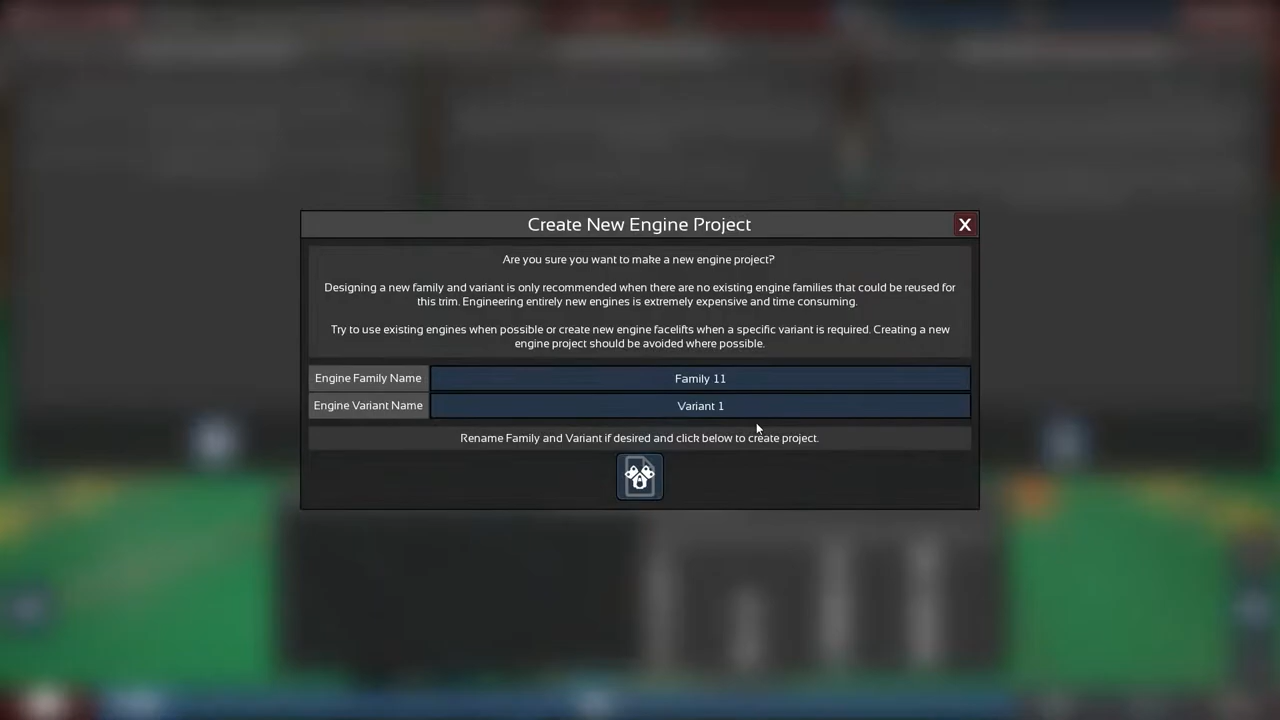 Create New Engine Project
X
Are you sure you want to make a new engine project?
Designing a new family and variant is only recommended when there are no existing engine families that could be reused for
this trim. Engineering entirely new engines is extremely expensive and time consuming.
Try to use existing engines when possible or create new engine facelifts when a specific variant is required. Creating a new
engine project should be avoided where possible.
Engine Family Name
Family 11
Engine Variant Name
Variant 1
Rename Family and Variant if desired and click below to create project.